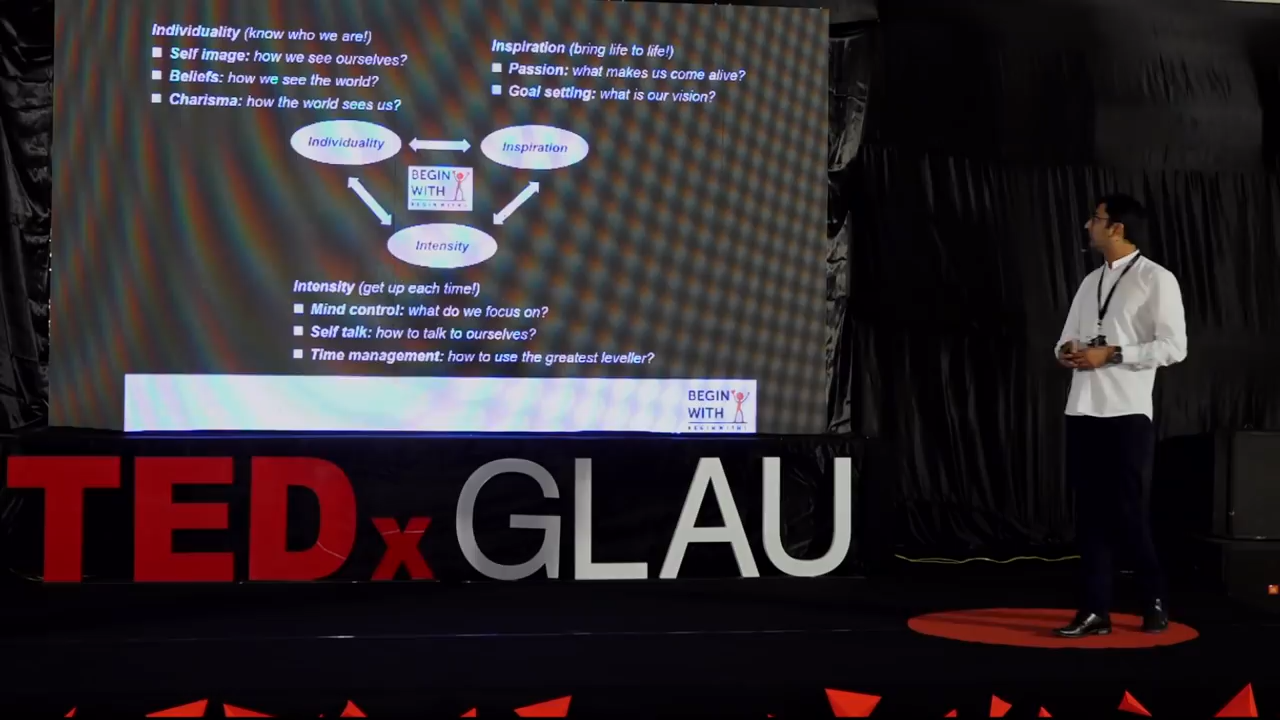 Individuality (know who we are!)
Self image: how we see ourselves?
Beliefs: how we see the world?
Charisma: how the world sees us?
Inspiration (bring life to life!)
Passion: what makes us come alive?
Goal setting: what is our vision?
Individuality
Inspiration
BEGIN
WITH
Intensity
Intensity (get up each time!)
Mind control: what do we focus on?
Self talk: how to talk to ourselves?
Time management: how to use the greatest leveller?
BEGIN
WITH
TEDx GLAU